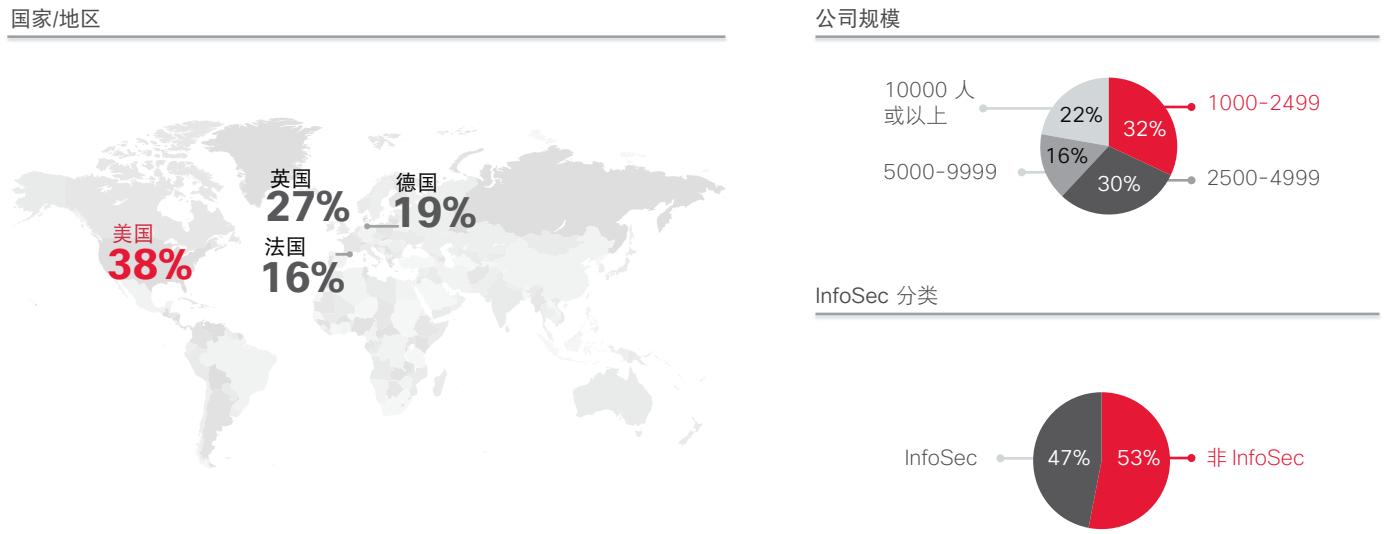 国家/地区
英国
27%
德国
19%
美国
38%
法国
16%
公司规模
10000 人
或以上
22%
32%
1000-2499
5000-9999
16%
30%
2500-4999
InfoSec 分类
InfoSec
47%
53%
非 InfoSec